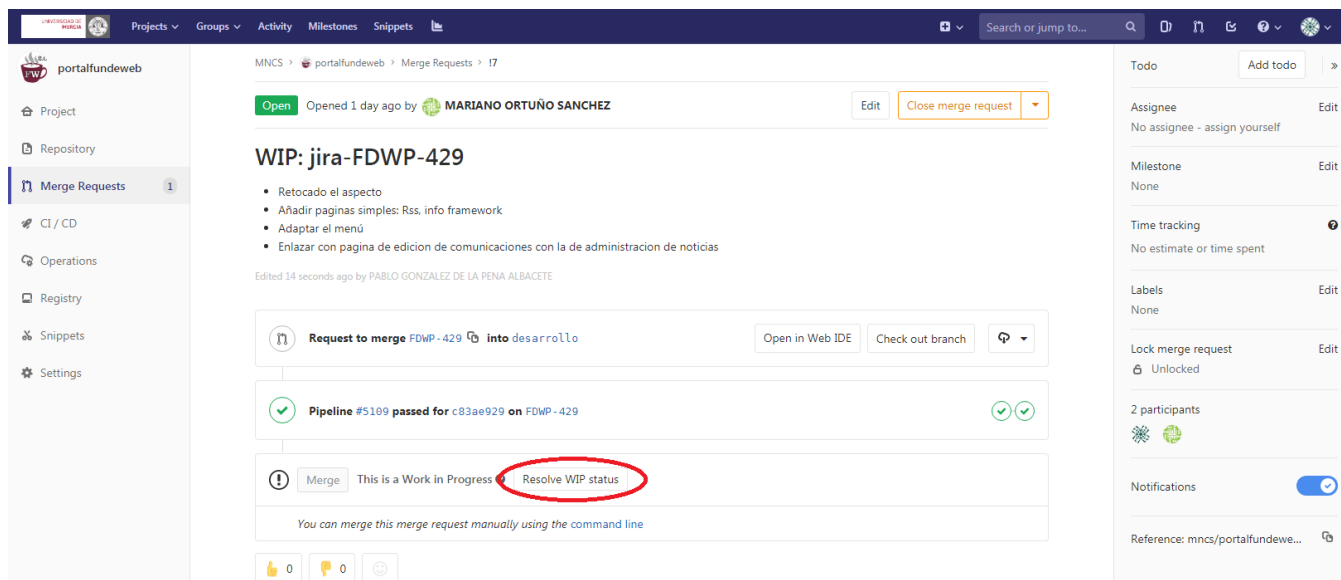 UNIVERSIDAD DE MURCIA
Projects Groups Activity Milestones Snippets Search or jump to...
FW portalfundeweb
Project
Repository
Merge Requests 1
CI / CD
Operations
Registry
Snippets
Settings
MNCS > portalfundeweb > Merge Requests > !7
Open Opened 1 day ago by MARIANO ORTUÑO SANCHEZ Edit Close merge request
WIP: jira-FDWP-429
• Retocado el aspecto
• Añadir paginas simples: Rss, info framework
• Adaptar el menú
• Enlazar con pagina de edicion de comunicaciones con la de administracion de noticias
Edited 14 seconds ago by PABLO GONZALEZ DE LA PENA ALBACETE
Request to merge FDWP-429 into desarrollo Open in Web IDE Check out branch
Pipeline #5109 passed for c83ae929 on FDWP-429
Merge This is a Work in Progress Resolve WIP status
You can merge this merge request manually using the command line
0 0
Todo Add todo »
Assignee Edit
No assignee - assign yourself
Milestone Edit
None
Time tracking
No estimate or time spent
Labels Edit
None
Lock merge request Edit
Unlocked
2 participants
Notifications
Reference: mncs/portalfundewe...